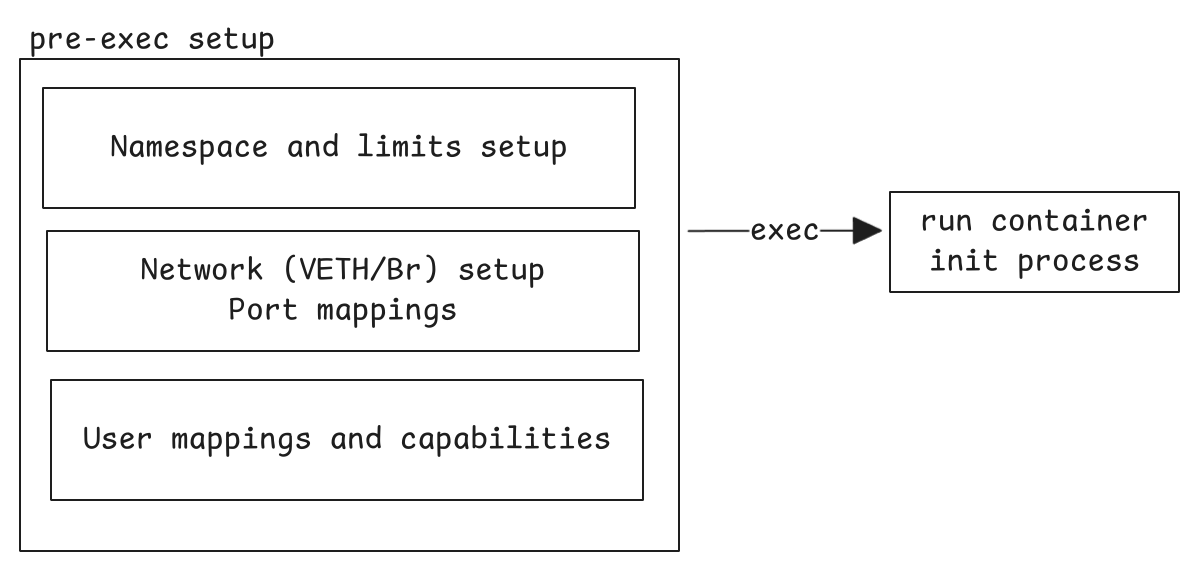 pre-exec setup
Namespace and limits setup
Network (VETH/Br) setup
Port mappings
User mappings and capabilities
exec
run container
init process